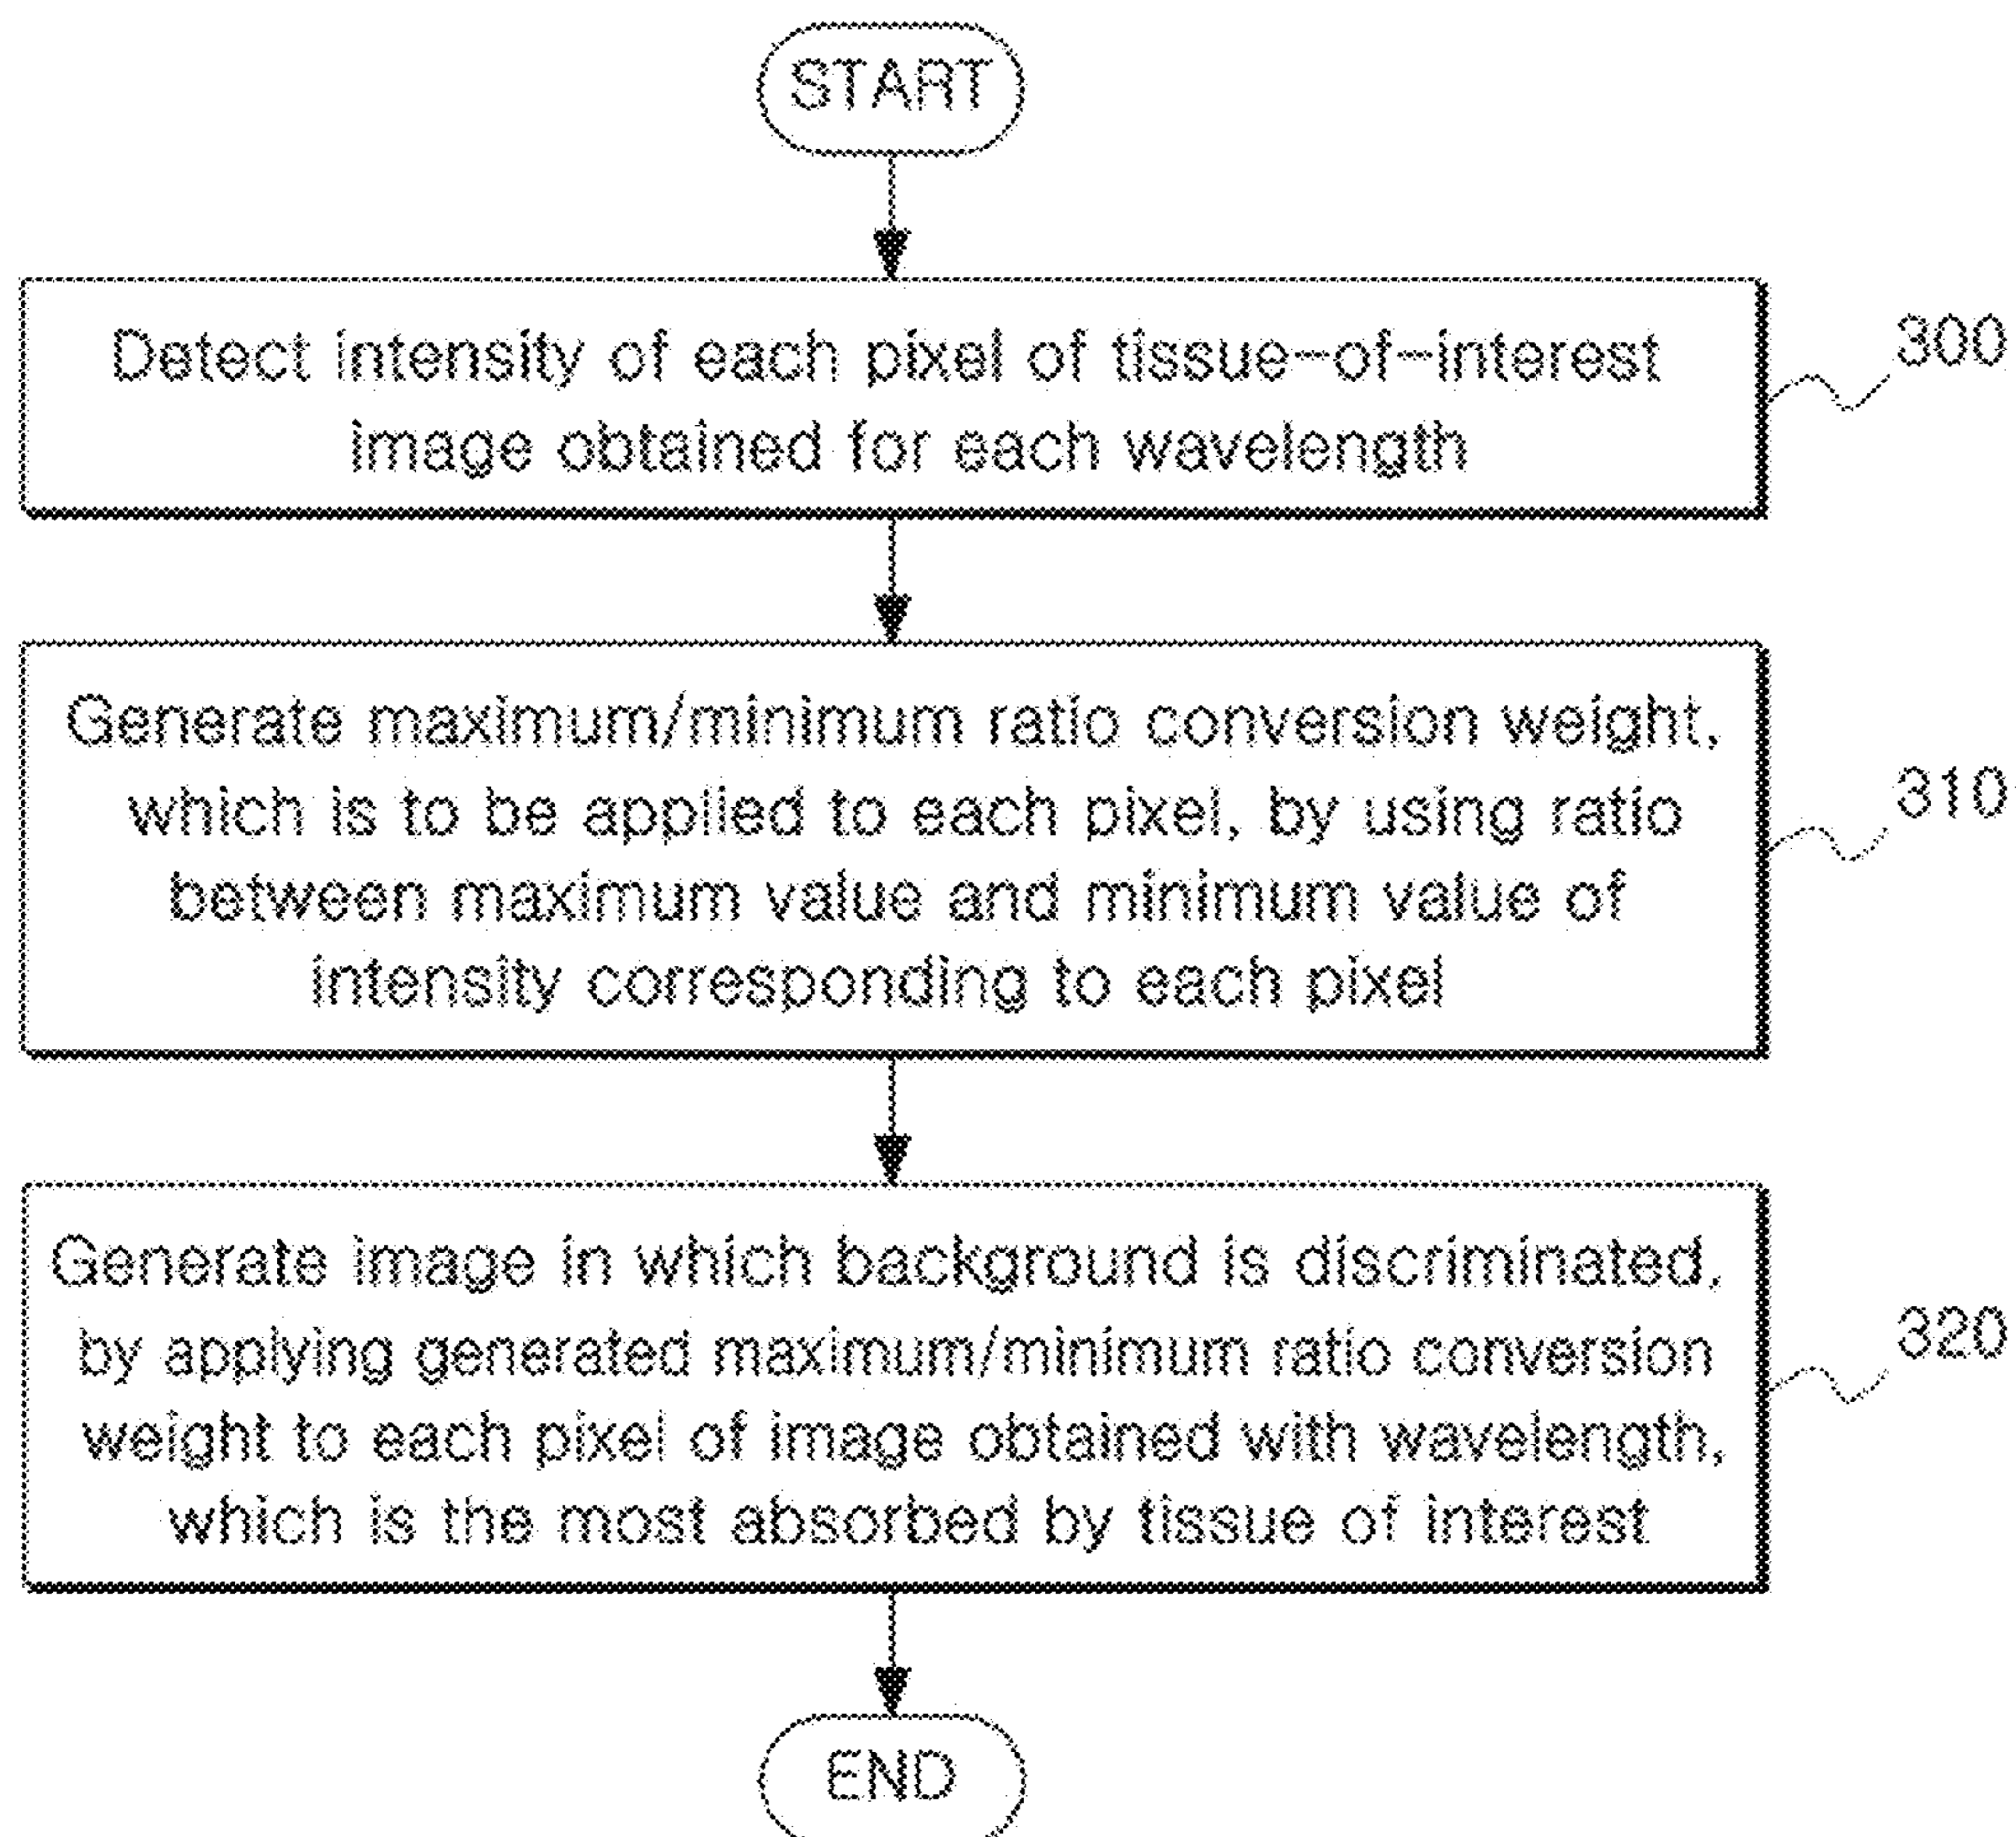 START
Detect intensity of each pixel of tissue-of-interest
image obtained for each wavelength
300
Generate maximum/minimum ratio conversion weight,
which is to be applied to each pixel, by using ratio
between maximum value and minimum value of
intensity corresponding to each pixel
310
Generate image in which background is discriminated,
by applying generated maximum/minimum ratio conversion
weight to each pixel of image obtained with wavelength,
which is the most absorbed by tissue of interest
320
END